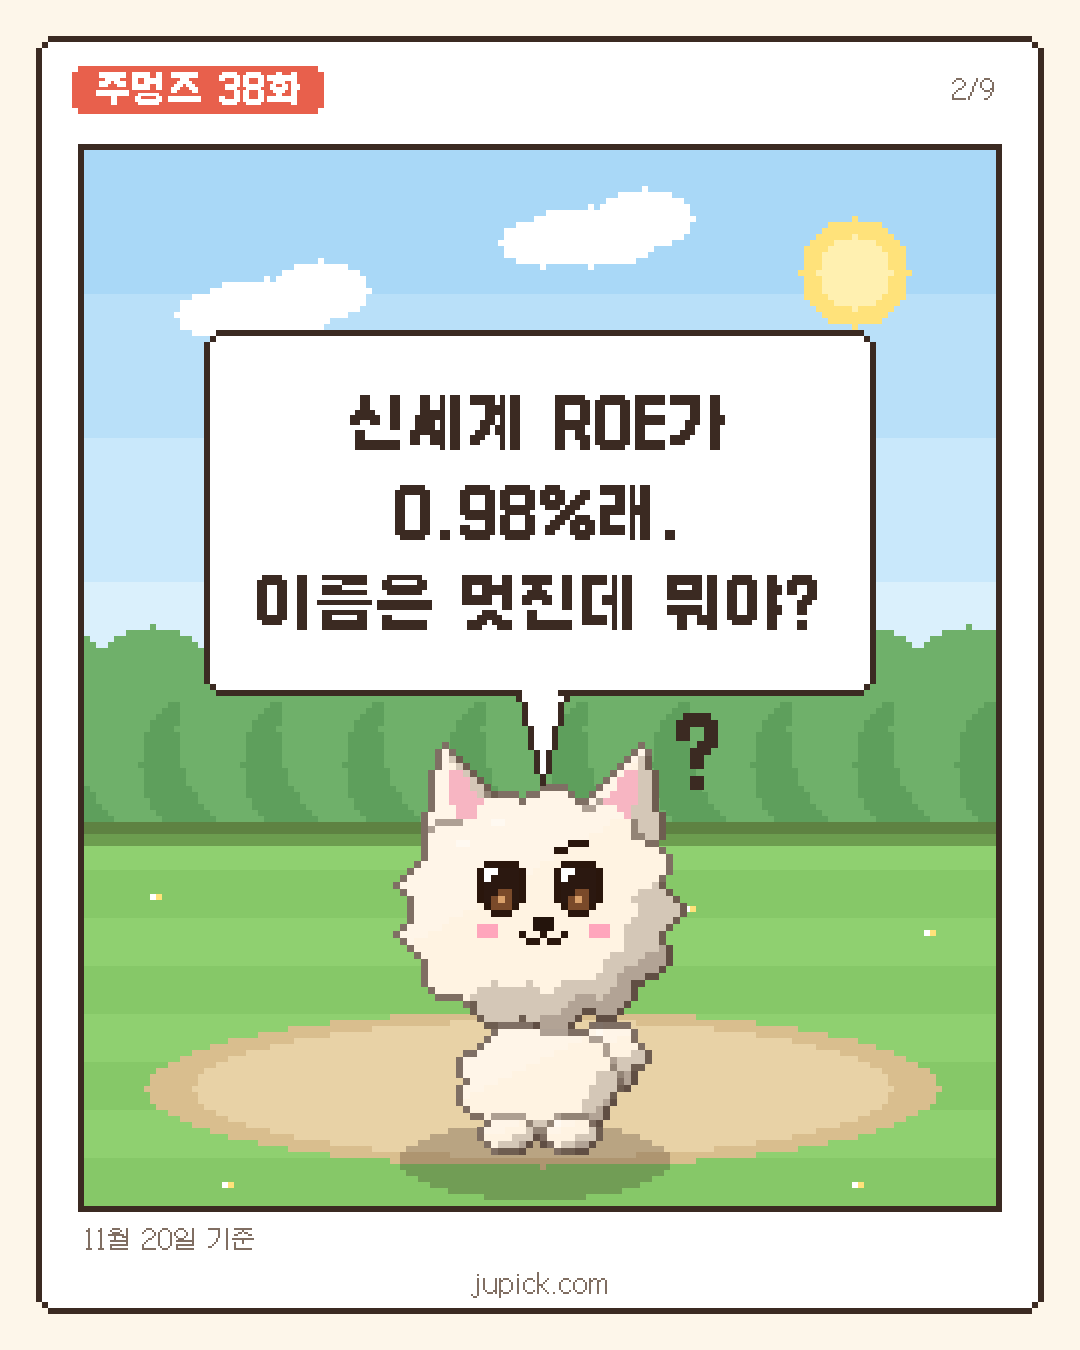 주멍즈 38화
2/9
신세계 ROE가
0.98%래.
이름은 멋진데 뭐야?
?
11월 20일 기준
jupick.com